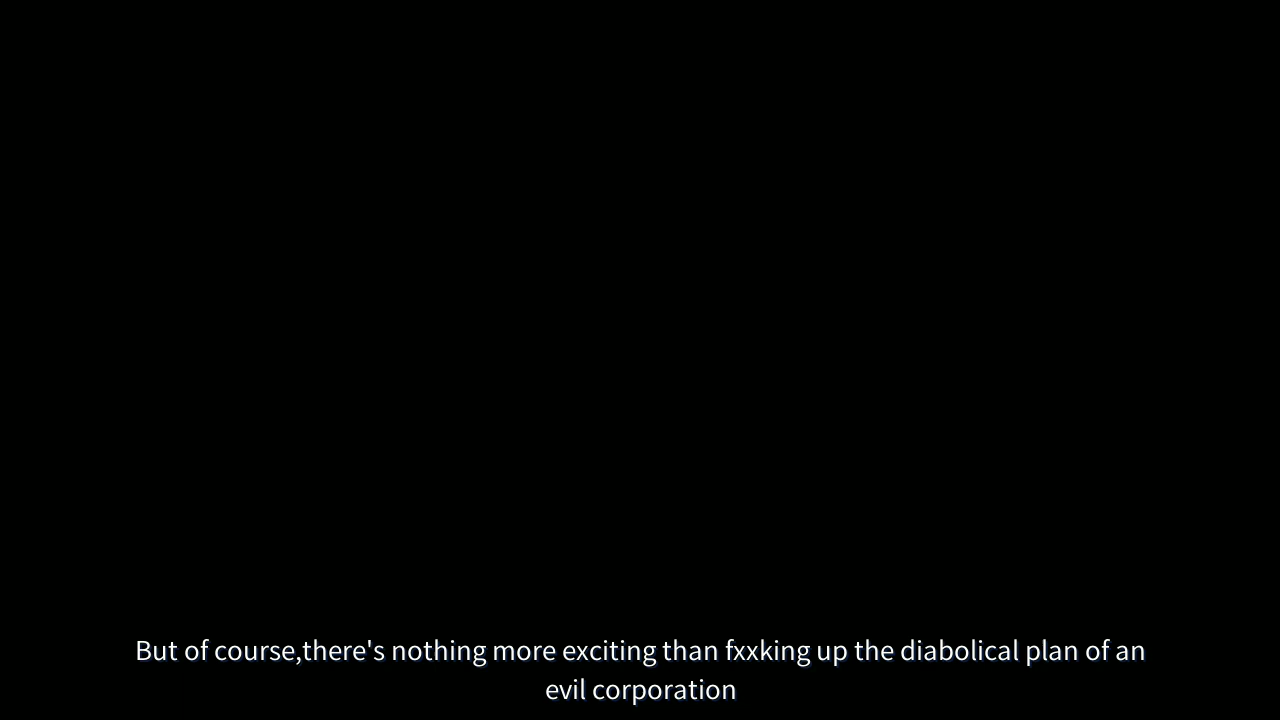 But of course,there's nothing more exciting than fxxking up the diabolical plan of an
evil corporation